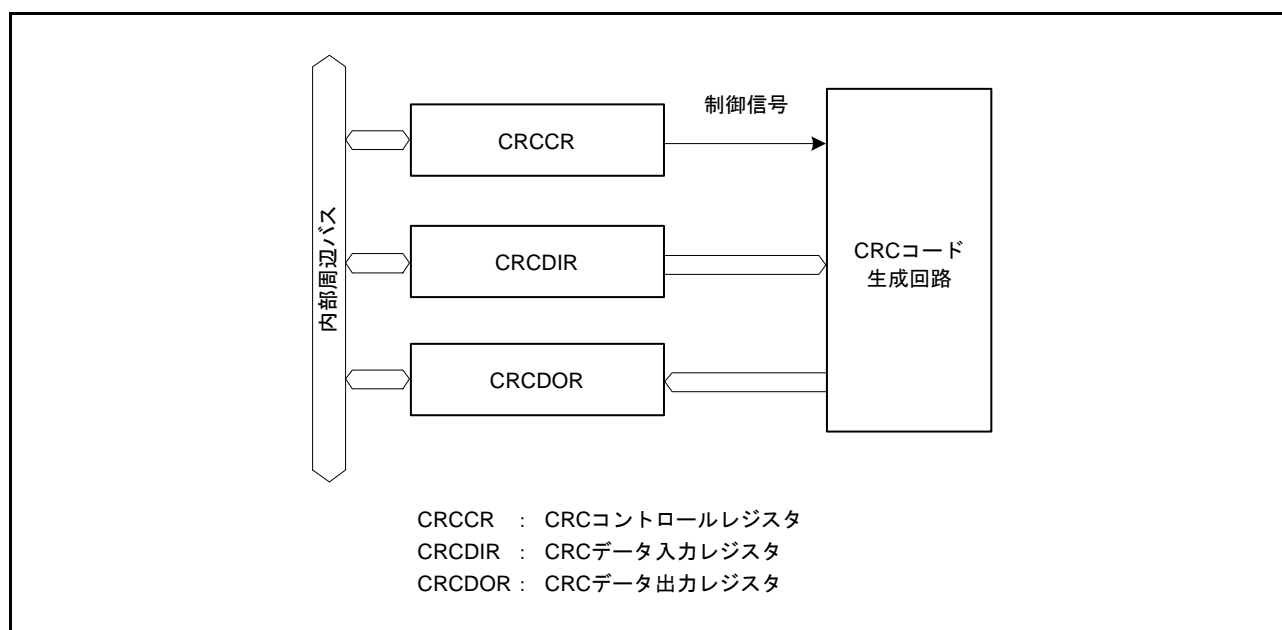 制御信号
CRCCR
CRCDIR
CRCDOR
内部周辺バス
CRCコード
生成回路
CRCCR : CRCコントロールレジスタ
CRCDIR : CRCデータ入力レジスタ
CRCDOR : CRCデータ出力レジスタ